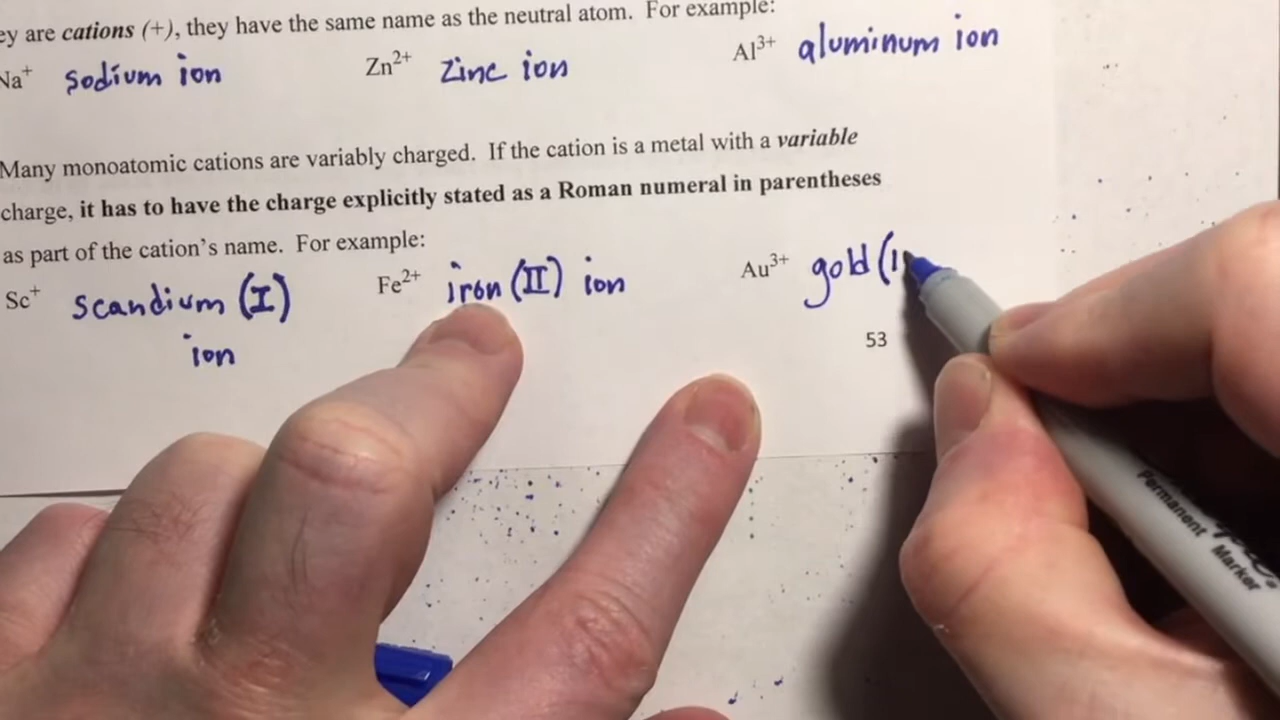 ey are cations (+), they have the same name as the neutral atom. For example:
Na⁺ sodium ion Zn²⁺ zinc ion Al³⁺ aluminum ion
Many monoatomic cations are variably charged. If the cation is a metal with a variable
charge, it has to have the charge explicitly stated as a Roman numeral in parentheses
as part of the cation's name. For example:
Sc⁺ scandium (I) Fe²⁺ iron (II) ion Au³⁺ gold (I
ion
53
Permanent Marker